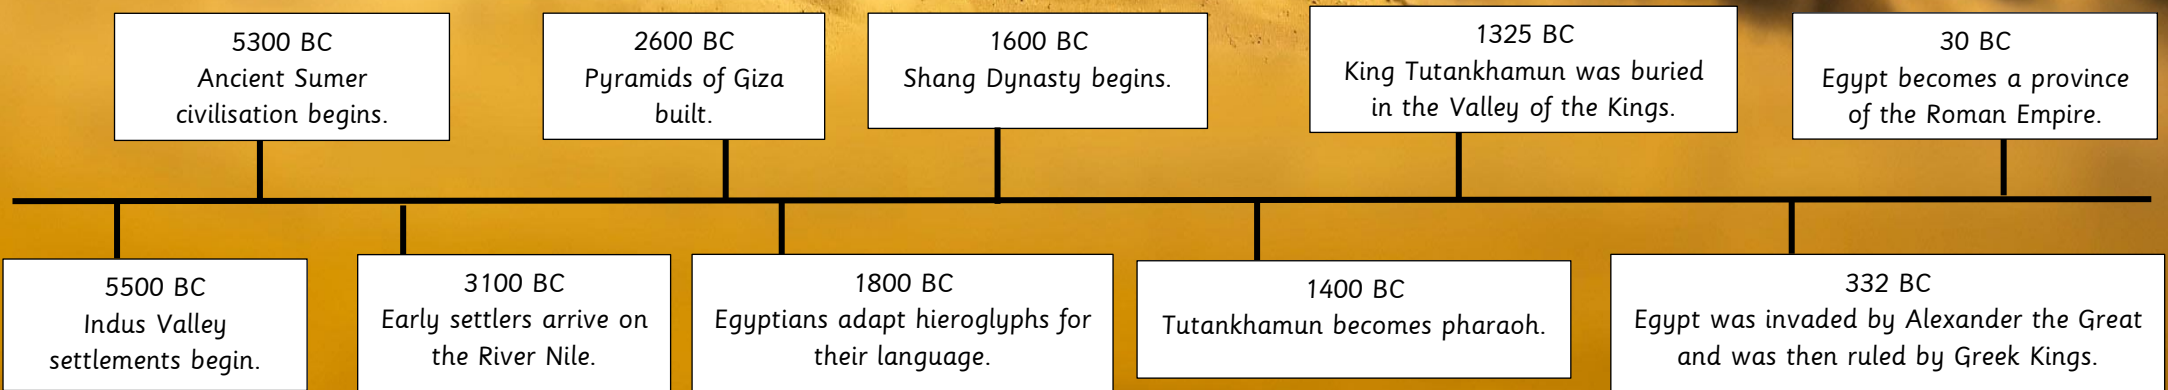 5300 BC
Ancient Sumer
civilisation begins.
2600 BC
Pyramids of Giza
built.
1600 BC
Shang Dynasty begins.
1325 BC
King Tutankhamun was buried
in the Valley of the Kings.
30 BC
Egypt becomes a province
of the Roman Empire.
5500 BC
Indus Valley
settlements begin.
3100 BC
Early settlers arrive on
the River Nile.
1800 BC
Egyptians adapt hieroglyphs for
their language.
1400 BC
Tutankhamun becomes pharaoh.
332 BC
Egypt was invaded by Alexander the Great
and was then ruled by Greek Kings.